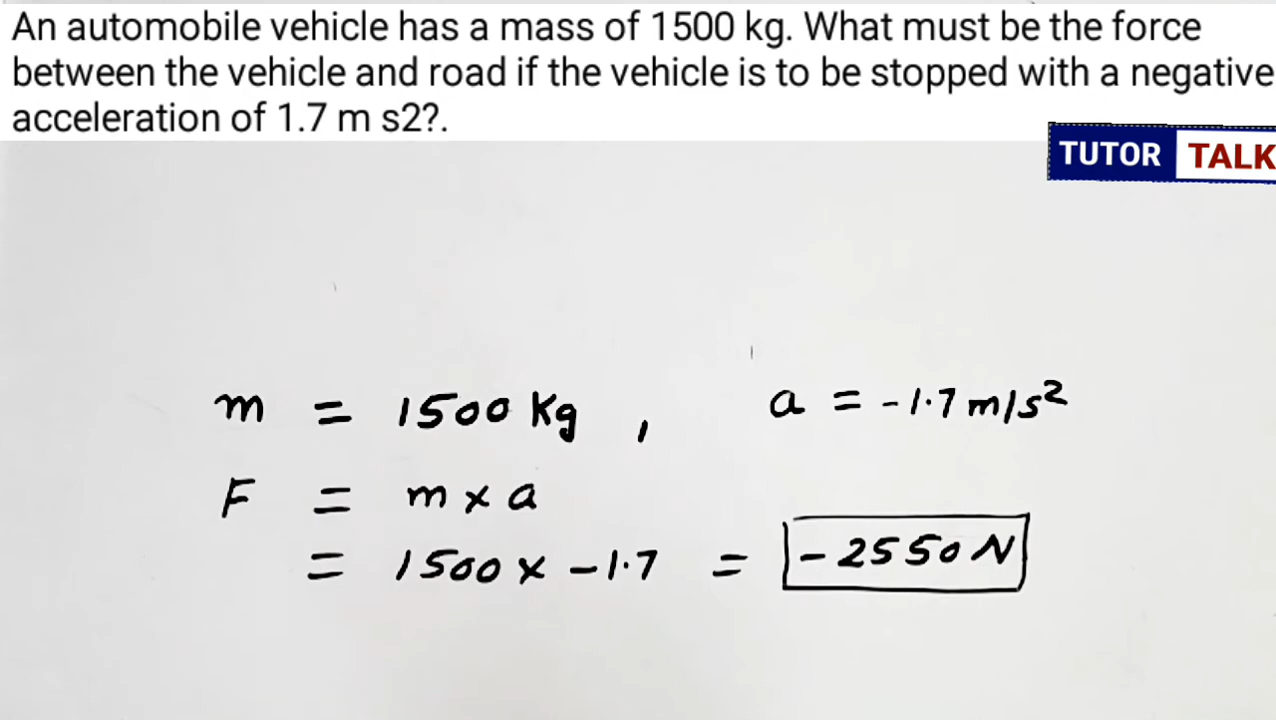 An automobile vehicle has a mass of 1500 kg. What must be the force
between the vehicle and road if the vehicle is to be stopped with a negative
acceleration of 1.7 m s2?.
TUTOR TALK
m = 1500 Kg , a = -1.7 m/s²
F = m x a
= 1500 x -1.7 = -2550 N